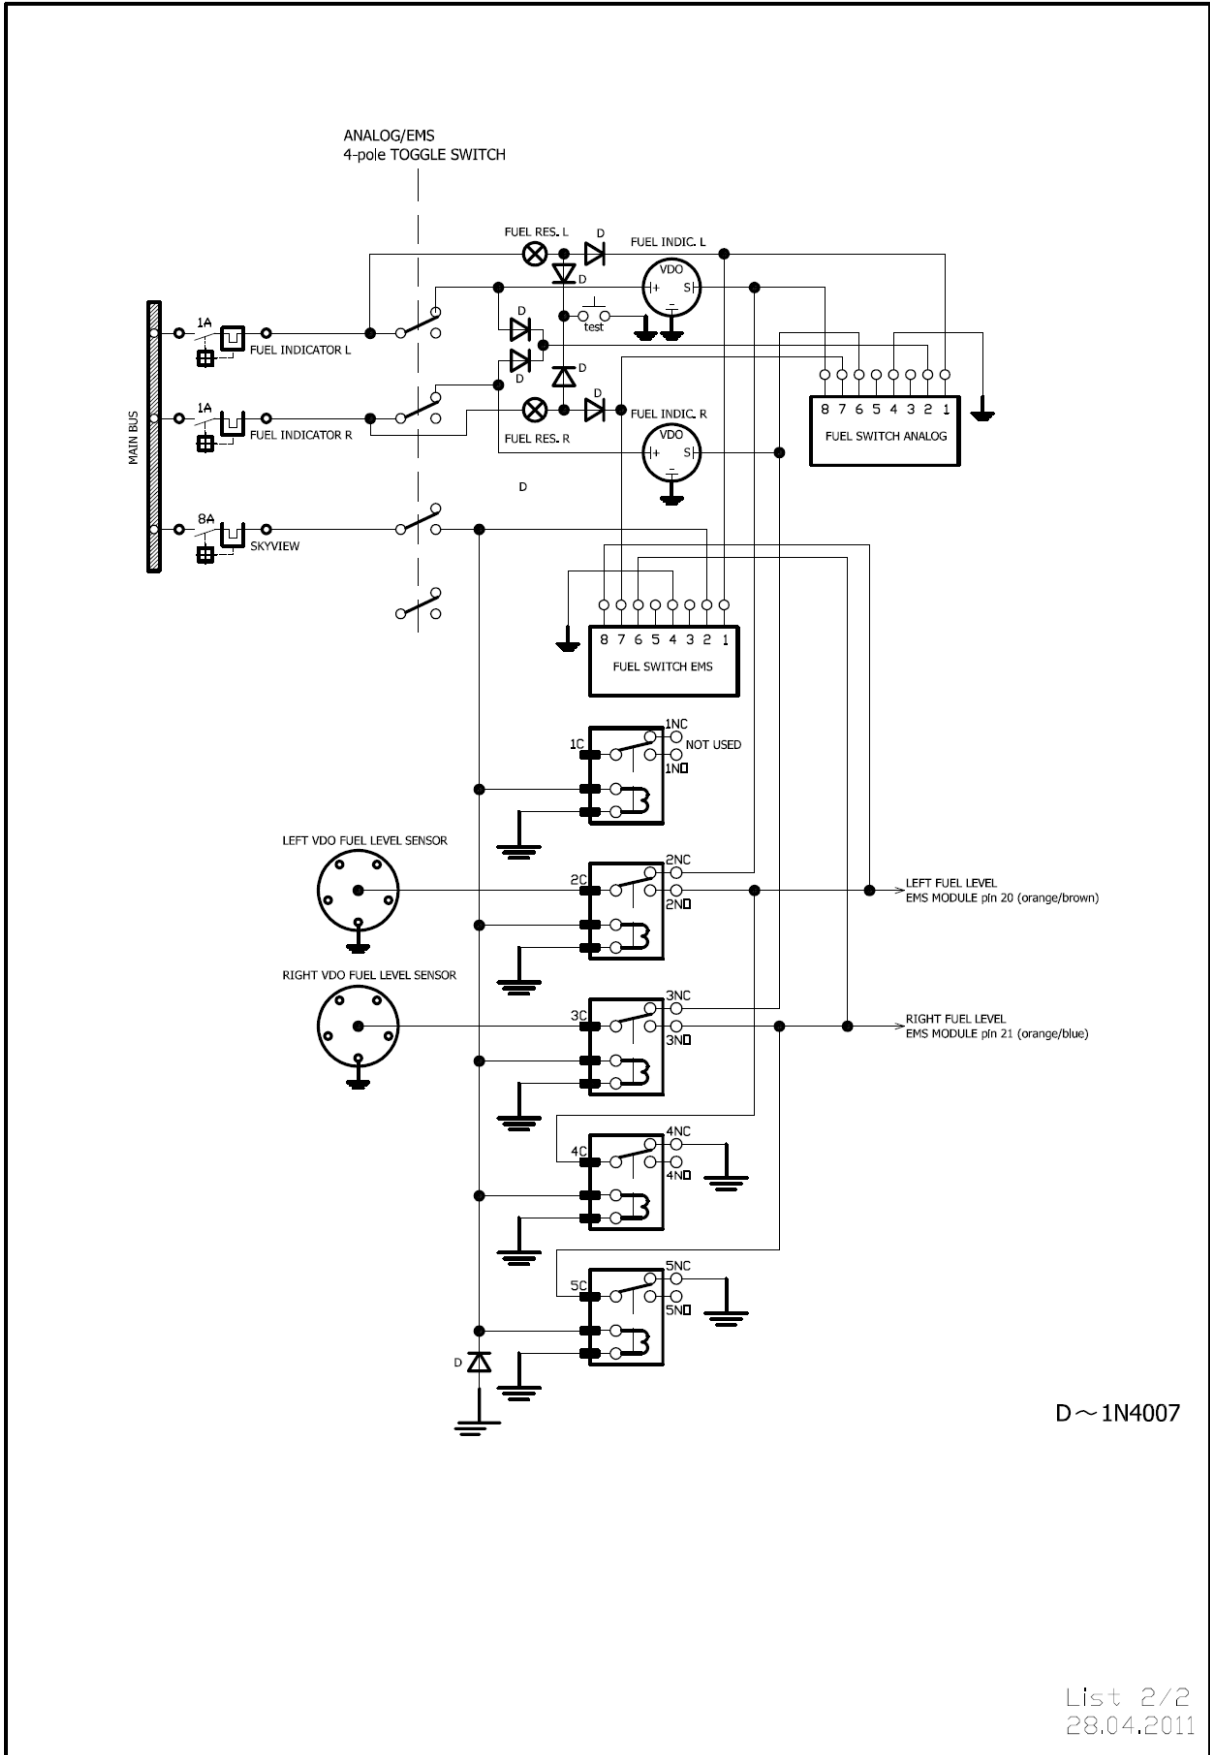 ANALOG/EMS
4-pole TOGGLE SWITCH
FUEL RES. L
D
FUEL INDIC. L
VDO
+
S
-
D
test
1A
FUEL INDICATOR L
D
D
D
1A
FUEL INDICATOR R
D
FUEL RES. R
FUEL INDIC. R
VDO
+
S
-
8 7 6 5 4 3 2 1
FUEL SWITCH ANALOG
MAIN BUS
D
8A
SKYVIEW
8 7 6 5 4 3 2 1
FUEL SWITCH EMS
1C
1NC
NOT USED
1NO
LEFT VDO FUEL LEVEL SENSOR
2C
2NC
2NO
LEFT FUEL LEVEL
EMS MODULE pin 20 (orange/brown)
RIGHT VDO FUEL LEVEL SENSOR
3C
3NC
3NO
RIGHT FUEL LEVEL
EMS MODULE pin 21 (orange/blue)
4C
4NC
4NO
5C
5NC
5NO
D
D~1N4007
List 2/2
28.04.2011